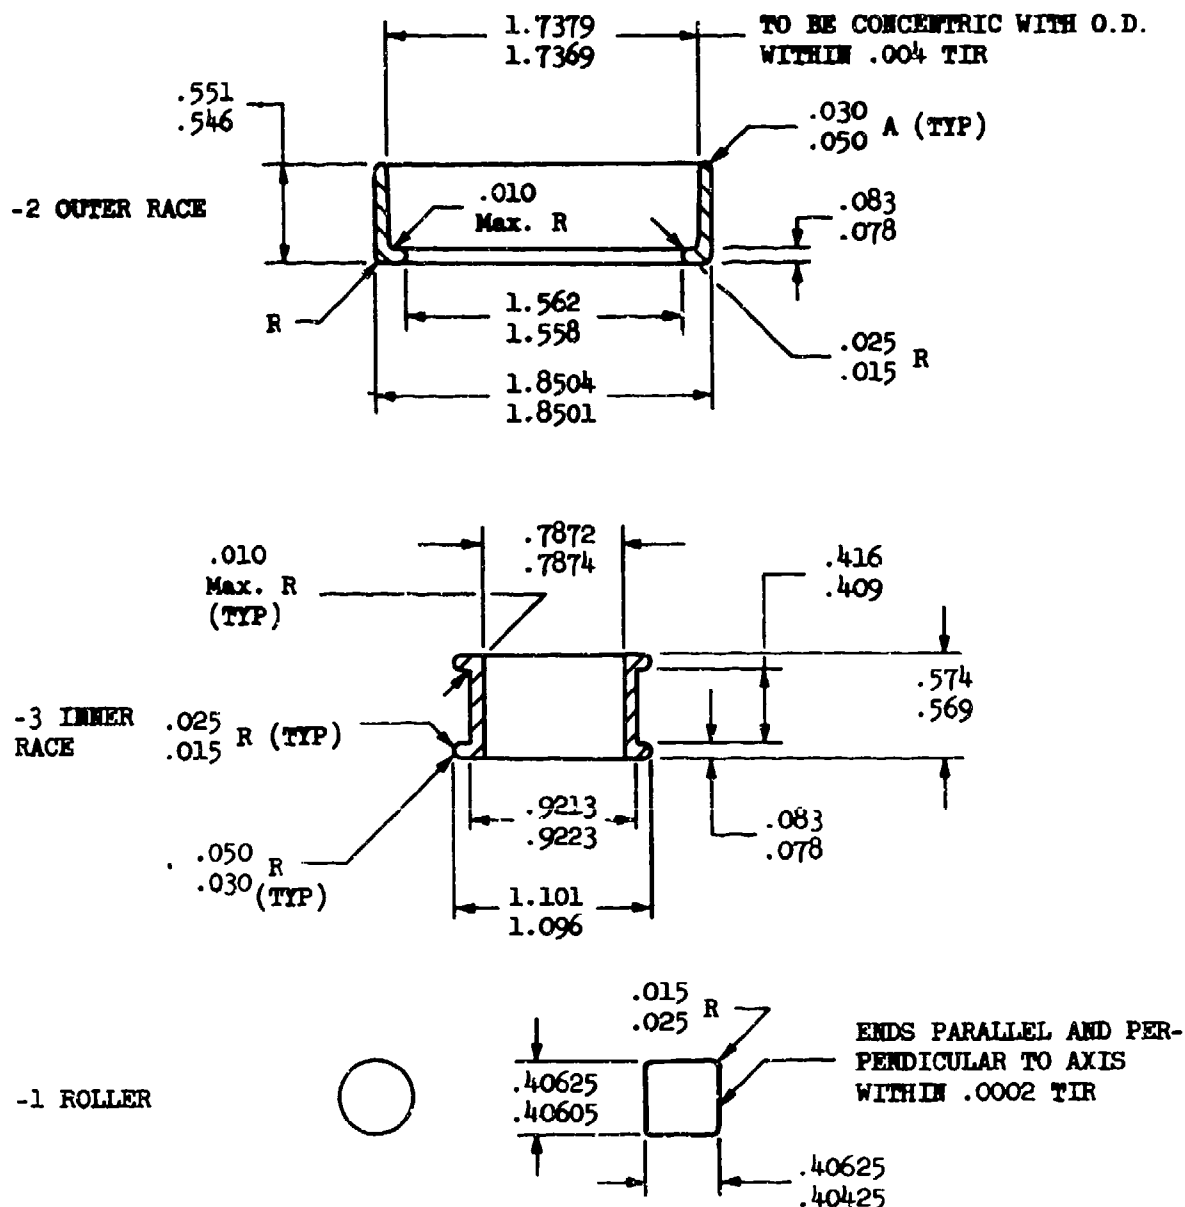 1.7379
1.7369
TO BE CONCENTRIC WITH O.D.
WITHIN .004 TIR
.551
.546
.030
.050 A (TYP)
-2 OUTER RACE
.010
Max. R
.083
.078
R
1.562
1.558
.025
.015 R
1.8504
1.8501
.7872
.7874
.010
Max. R
(TYP)
.416
.409
.574
.569
-3 INNER
RACE
.025
.015 R (TYP)
.9213
.9223
.083
.078
.050
.030 R
(TYP)
1.101
1.096
.015
.025 R
ENDS PARALLEL AND PER-
PENDICULAR TO AXIS
WITHIN .0002 TIR
-1 ROLLER
.40625
.40605
.40625
.40425